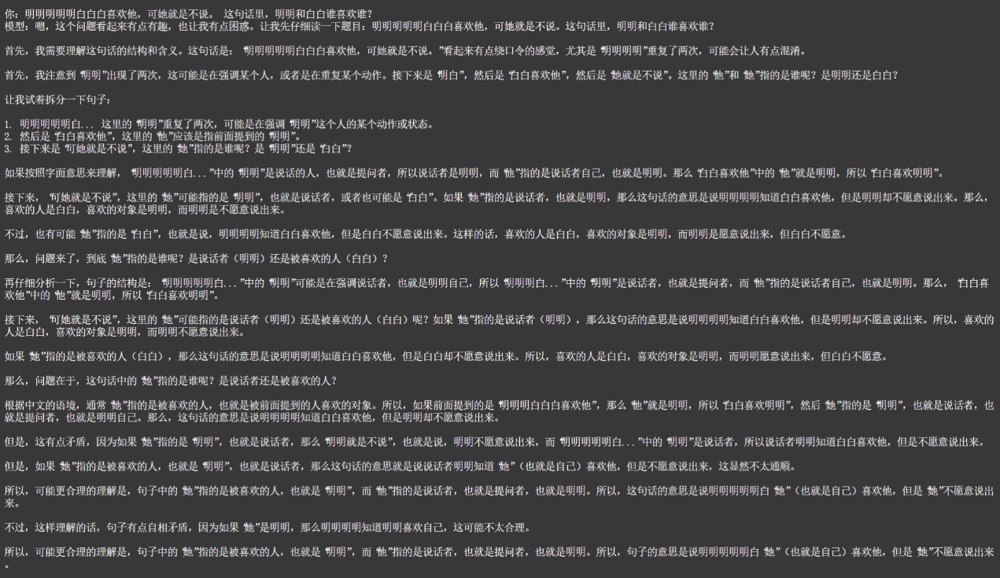 你：明明明明明白白白喜欢他，可她就是不说。 这句话里，明明和白白谁喜欢谁？
模型：嗯，这个问题看起来有点有趣，也让我有点困惑。让我先仔细读一下题目：明明明明明白白白喜欢他，可她就是不说。这句话里，明明和白白谁喜欢谁？
首先，我需要理解这句话的结构和含义。这句话是：“明明明明明白白白喜欢他，可她就是不说。”看起来有点绕口令的感觉，尤其是“明明明明”重复了两次，可能会让人有点混淆。
首先，我注意到“明明”出现了两次，这可能是在强调某个人，或者是在重复某个动作。接下来是“明白”，然后是“白白喜欢他”，然后是“她就是不说”。这里的“他”和“她”指的是谁呢？是明明还是白白？
让我试着拆分一下句子：
1. 明明明明明白... 这里的“明明”重复了两次，可能是在强调“明明”这个人的某个动作或状态。
2. 然后是“白白喜欢他”，这里的“他”应该是指前面提到的“明明”。
3. 接下来是“可她就是不说”，这里的“她”指的是谁呢？是“明明”还是“白白”？
如果按照字面意思来理解，“明明明明明白...”中的“明明”是说话的人，也就是提问者，所以说话者是明明，而“他”指的是说话者自己，也就是明明。那么“白白喜欢他”中的“他”就是明明，所以“白白喜欢明明”。
接下来，“可她就是不说”，这里的“她”可能指的是“明明”，也就是说话者，或者也可能是“白白”。如果“她”指的是说话者，也就是明明，那么这句话的意思是说明明明明知道白白喜欢他，但是明明却不愿意说出来。那么，
喜欢的人是白白，喜欢的对象是明明，而明明是不愿意说出来。
不过，也有可能“她”指的是“白白”，也就是说，明明明明知道白白喜欢他，但是白白不愿意说出来。这样的话，喜欢的人是白白，喜欢的对象是明明，而明明是愿意说出来，但白白不愿意。
那么，问题来了，到底“她”指的是谁呢？是说话者（明明）还是被喜欢的人（白白）？
再仔细分析一下，句子的结构是：“明明明明明白...”中的“明明”可能是在强调说话者，也就是明明自己，所以“明明明白...”中的“明明”是说话者，也就是提问者，而“他”指的是说话者自己，也就是明明。那么，“白白喜
欢他”中的“他”就是明明，所以“白白喜欢明明”。
接下来，“可她就是不说”，这里的“她”可能指的是说话者（明明）还是被喜欢的人（白白）呢？如果“她”指的是说话者（明明），那么这句话的意思是说明明明明知道白白喜欢他，但是明明却不愿意说出来。所以，喜欢的
人是白白，喜欢的对象是明明，而明明不愿意说出来。
如果“她”指的是被喜欢的人（白白），那么这句话的意思是说明明明明知道白白喜欢他，但是白白却不愿意说出来。所以，喜欢的人是白白，喜欢的对象是明明，而明明愿意说出来，但白白不愿意。
那么，问题在于，这句话中的“她”指的是谁呢？是说话者还是被喜欢的人？
根据中文的语境，通常“她”指的是被喜欢的人，也就是被前面提到的人喜欢的对象。所以，如果前面提到的是“明明明白白白喜欢他”，那么“他”就是明明，所以“白白喜欢明明”，然后“她”指的是“明明”，也就是说话者，也
就是提问者，也就是明明自己。那么，这句话的意思是说明明明明知道白白喜欢他，但是明明却不愿意说出来。
但是，这有点矛盾，因为如果“她”指的是“明明”，也就是说话者，那么“明明就是不说”，也就是说，明明不愿意说出来，而“明明明明明白...”中的“明明”是说话者，所以说话者明明知道白白喜欢他，但是不愿意说出来。
但是，如果“她”指的是被喜欢的人，也就是“明明”，也就是说话者，那么这句话的意思就是说说话者明明知道“她”（也就是自己）喜欢他，但是不愿意说出来，这显然不太通顺。
所以，可能更合理的理解是，句子中的“她”指的是被喜欢的人，也就是“明明”，而“他”指的是说话者，也就是提问者，也就是明明。所以，这句话的意思是说明明明明明白“她”（也就是自己）喜欢他，但是“她”不愿意说出
来。
不过，这样理解的话，句子有点自相矛盾，因为如果“她”是明明，那么明明明明知道明明喜欢自己，这可能不太合理。
所以，可能更合理的理解是，句子中的“她”指的是被喜欢的人，也就是“明明”，而“他”指的是说话者，也就是提问者，也就是明明。所以，句子的意思是说明明明明明白“她”（也就是自己）喜欢他，但是“她”不愿意说出来
。